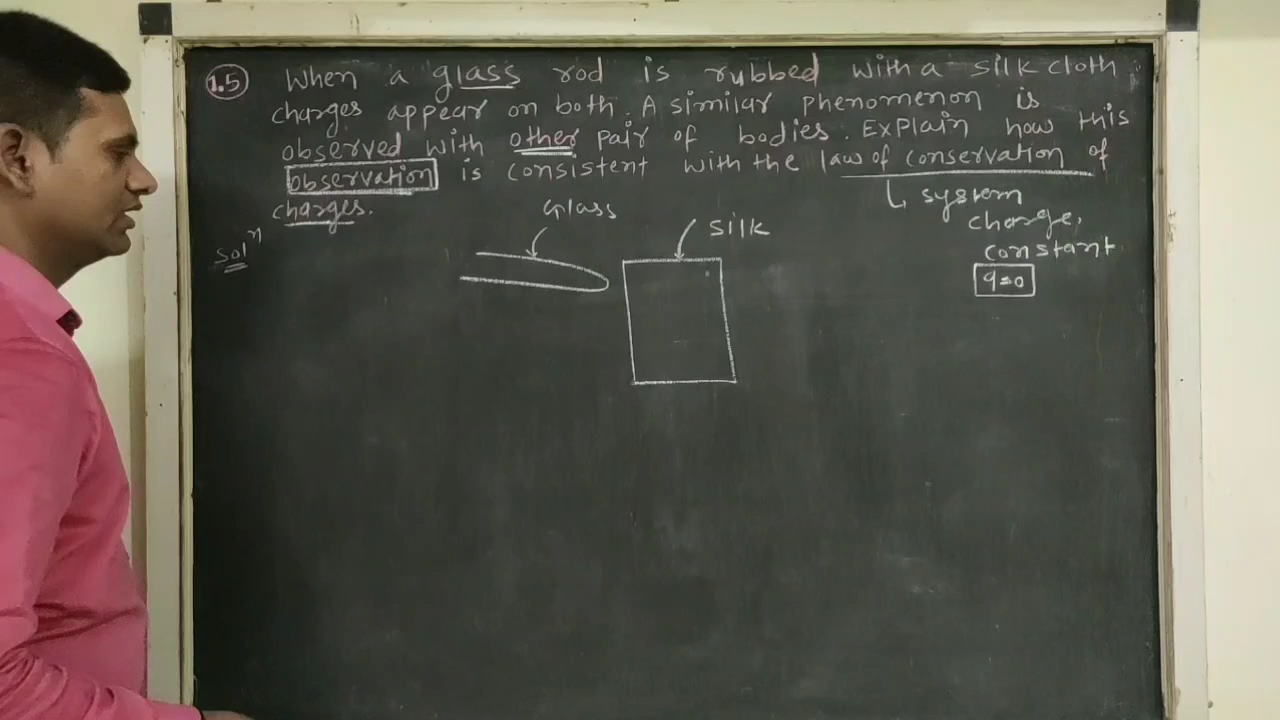 1.5 When a glass rod is rubbed with a silk cloth
charges appear on both. A similar phenomenon is
observed with other pair of bodies. Explain how this
observation is consistent with the law of conservation of
charges.
system
charge,
constant
q=0
Solⁿ
Glass
silk